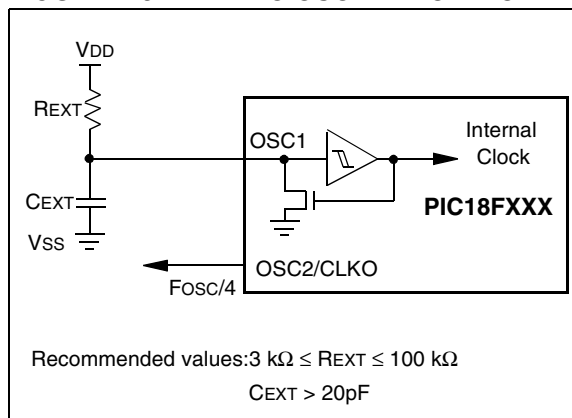 VDD
REXT
OSC1
Internal
Clock
CEXT
PIC18FXXX
VSS
OSC2/CLKO
FOSC/4
Recommended values:3 kΩ ≤ REXT ≤ 100 kΩ
CEXT > 20pF